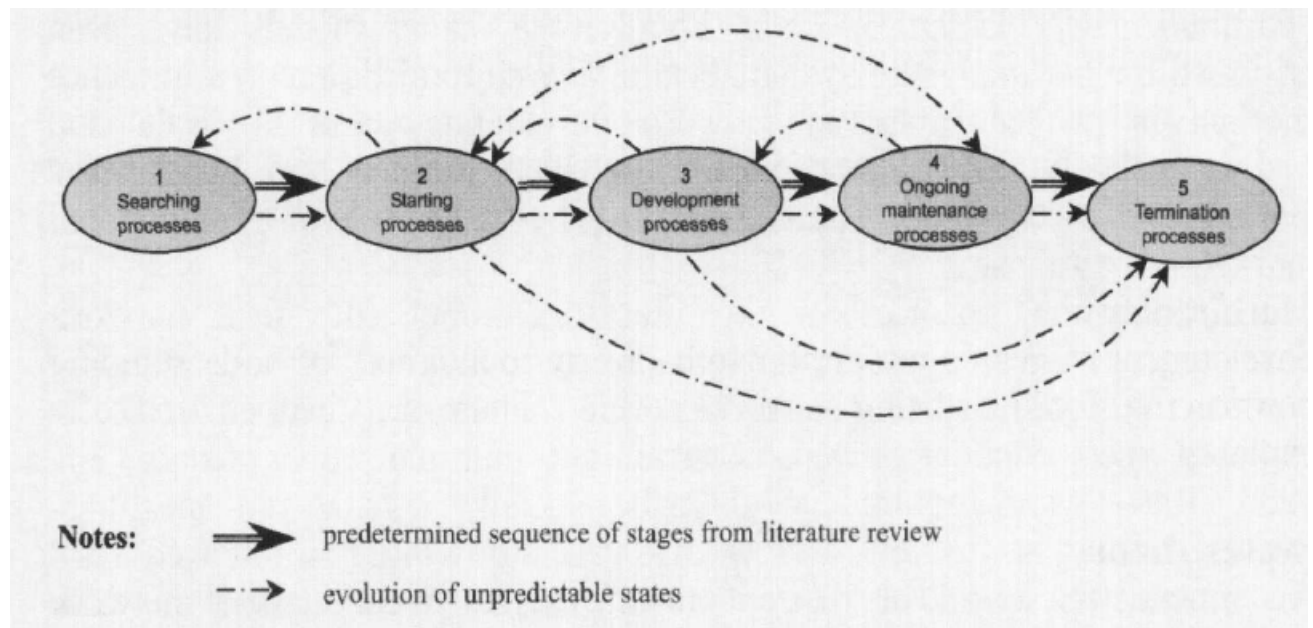 1
Searching
processes
2
Starting
processes
3
Development
processes
4
Ongoing
maintenance
processes
5
Termination
processes
Notes:
predetermined sequence of stages from literature review
evolution of unpredictable states